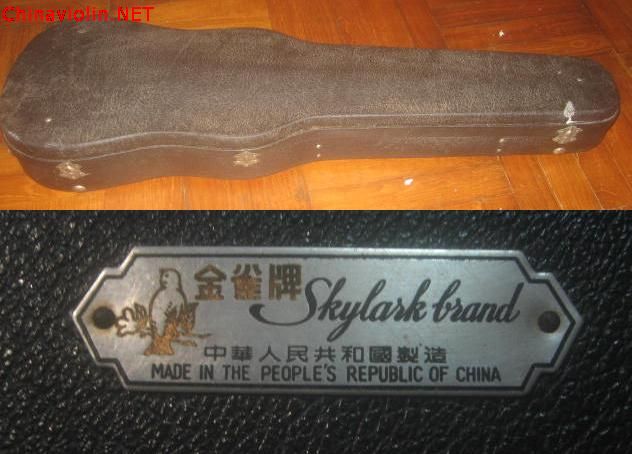 Chinaviolin.NET
金雀牌 Skylark brand
中華人民共和國製造
MADE IN THE PEOPLE'S REPUBLIC OF CHINA